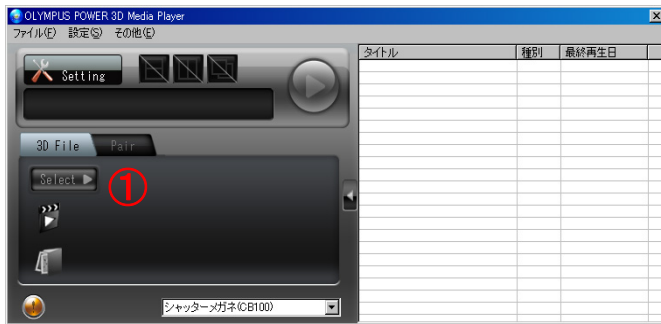 OLYMPUS POWER 3D Media Player
ファイル(F) 設定(S) その他(E)
Setting
タイトル 種別 最終再生日
3D File Pair
Select
①
シャッターメガネ(CB100)